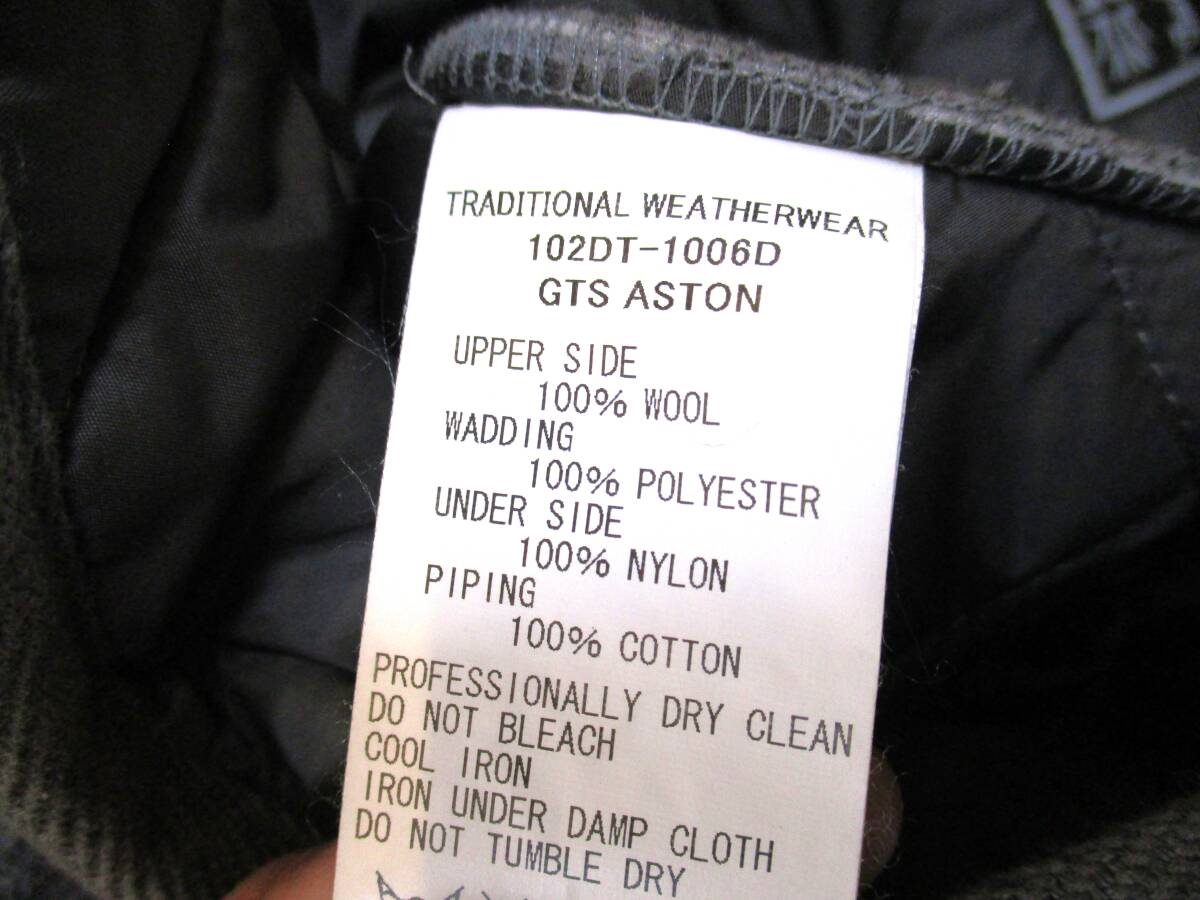 TRADITIONAL WEATHERWEAR
102DT-1006D
GTS ASTON
UPPER SIDE
100% WOOL
WADDING
100% POLYESTER
UNDER SIDE
100% NYLON
PIPING
100% COTTON
PROFESSIONALLY DRY CLEAN
DO NOT BLEACH
COOL IRON
IRON UNDER DAMP CLOTH
DO NOT TUMBLE DRY